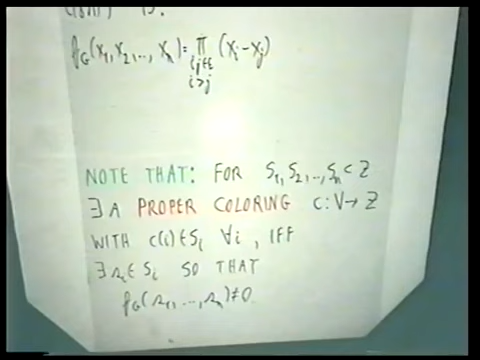 f_G(x_1, x_2, ..., x_n) = ∏ (x_i - x_j)
ij∈E
i>j
NOTE THAT: FOR S_1, S_2, ..., S_n ⊂ Z
∃ A PROPER COLORING c: V → Z
WITH c(i) ∈ S_i ∀i, IFF
∃ s_i ∈ S_i SO THAT
f_G(s_1, ..., s_n) ≠ 0.